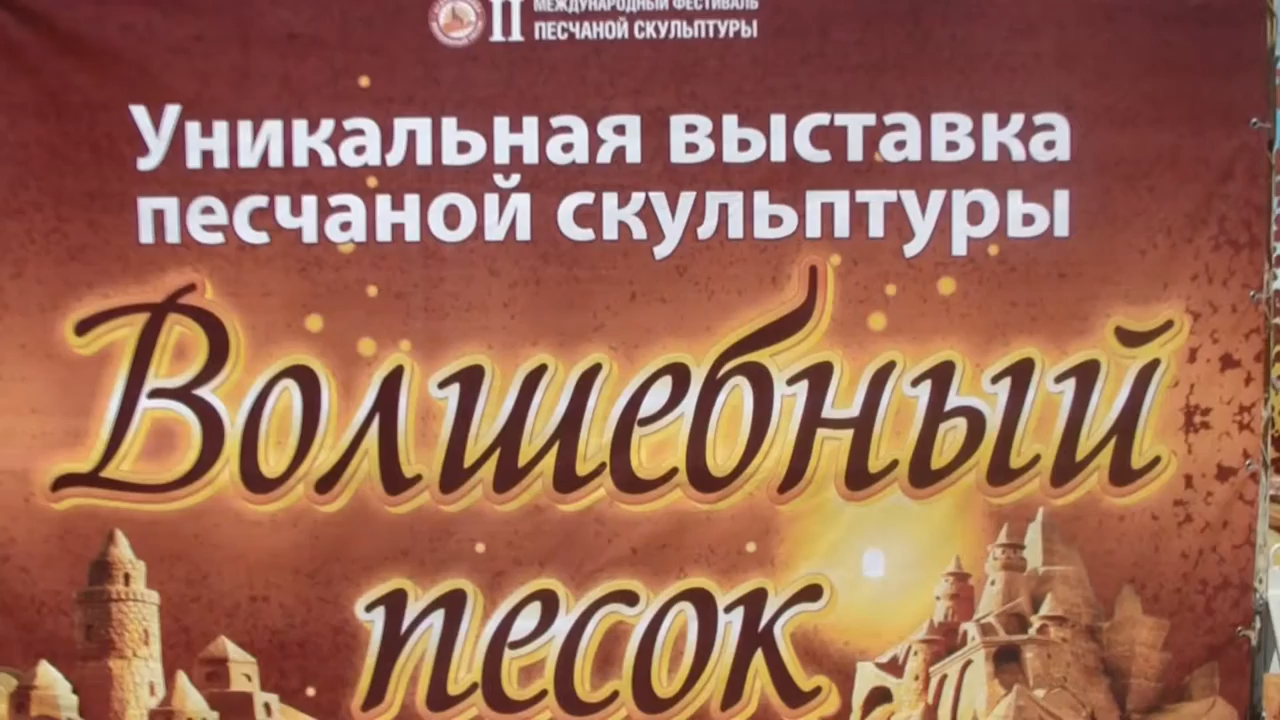 II МЕЖДУНАРОДНЫЙ ФЕСТИВАЛЬ
ПЕСЧАНОЙ СКУЛЬПТУРЫ
Уникальная выставка
песчаной скульптуры
Волшебный
песок